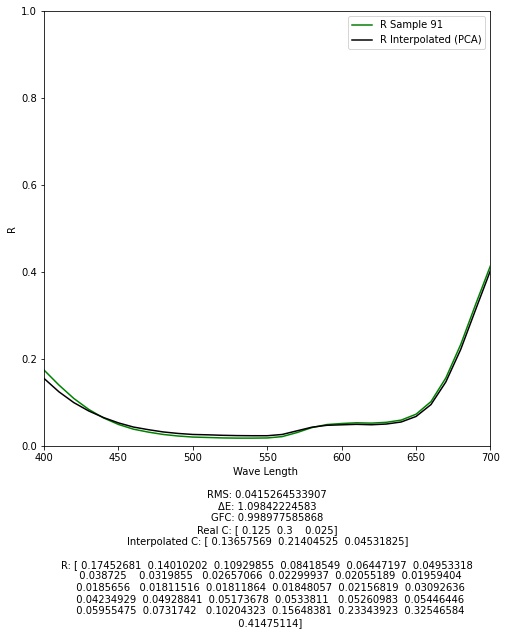 1.0
0.8
0.6
0.4
0.2
0.0
R
R Sample 91
R Interpolated (PCA)
400 450 500 550 600 650 700
Wave Length
RMS: 0.0415264533907
ΔE: 1.09842224583
GFC: 0.998977585868
Real C: [ 0.125 0.3 0.025]
Interpolated C: [ 0.13657569 0.21404525 0.04531825]
R: [ 0.17452681 0.14010202 0.10929855 0.08418549 0.06447197 0.04953318
0.038725 0.0319855 0.02657066 0.02299937 0.02055189 0.01959404
0.0185656 0.01811516 0.01811864 0.01848057 0.02156819 0.03092636
0.04234929 0.04928841 0.05173678 0.0533811 0.05260983 0.05446446
0.05955475 0.0731742 0.10204323 0.15648381 0.23343923 0.32546584
0.41475114]